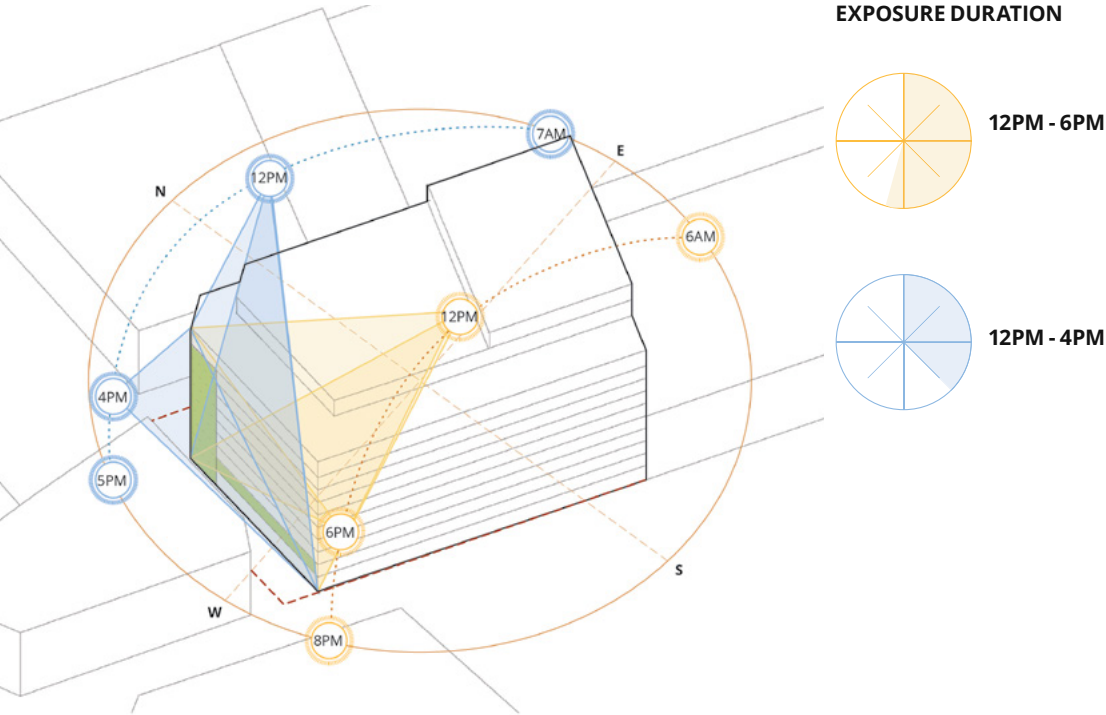 EXPOSURE DURATION
12PM - 6PM
12PM - 4PM
7AM
E
12PM
N
6AM
12PM
4PM
5PM
6PM
S
W
8PM